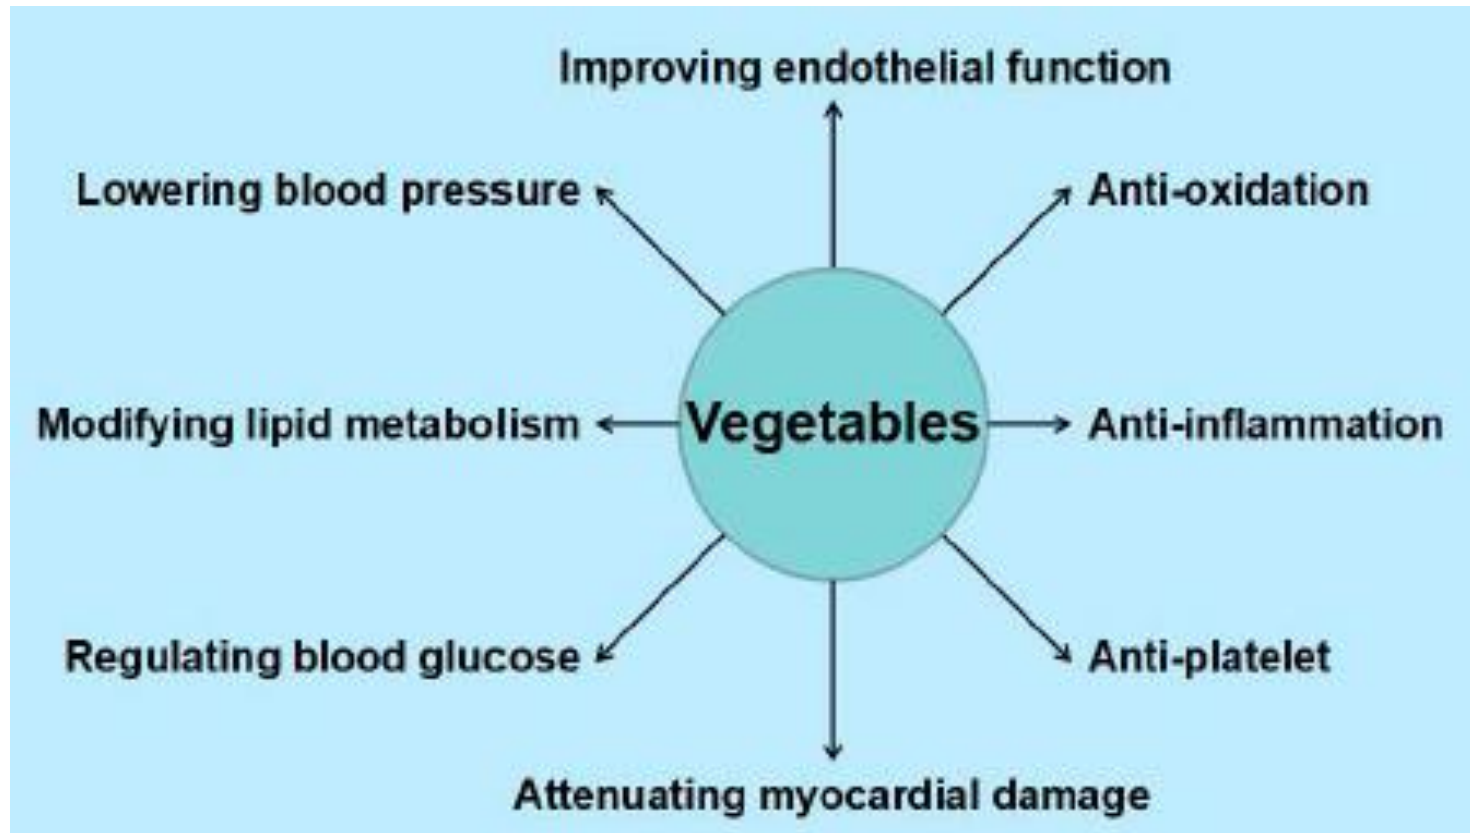 Improving endothelial function
Lowering blood pressure
Anti-oxidation
Modifying lipid metabolism
Vegetables
Anti-inflammation
Regulating blood glucose
Anti-platelet
Attenuating myocardial damage